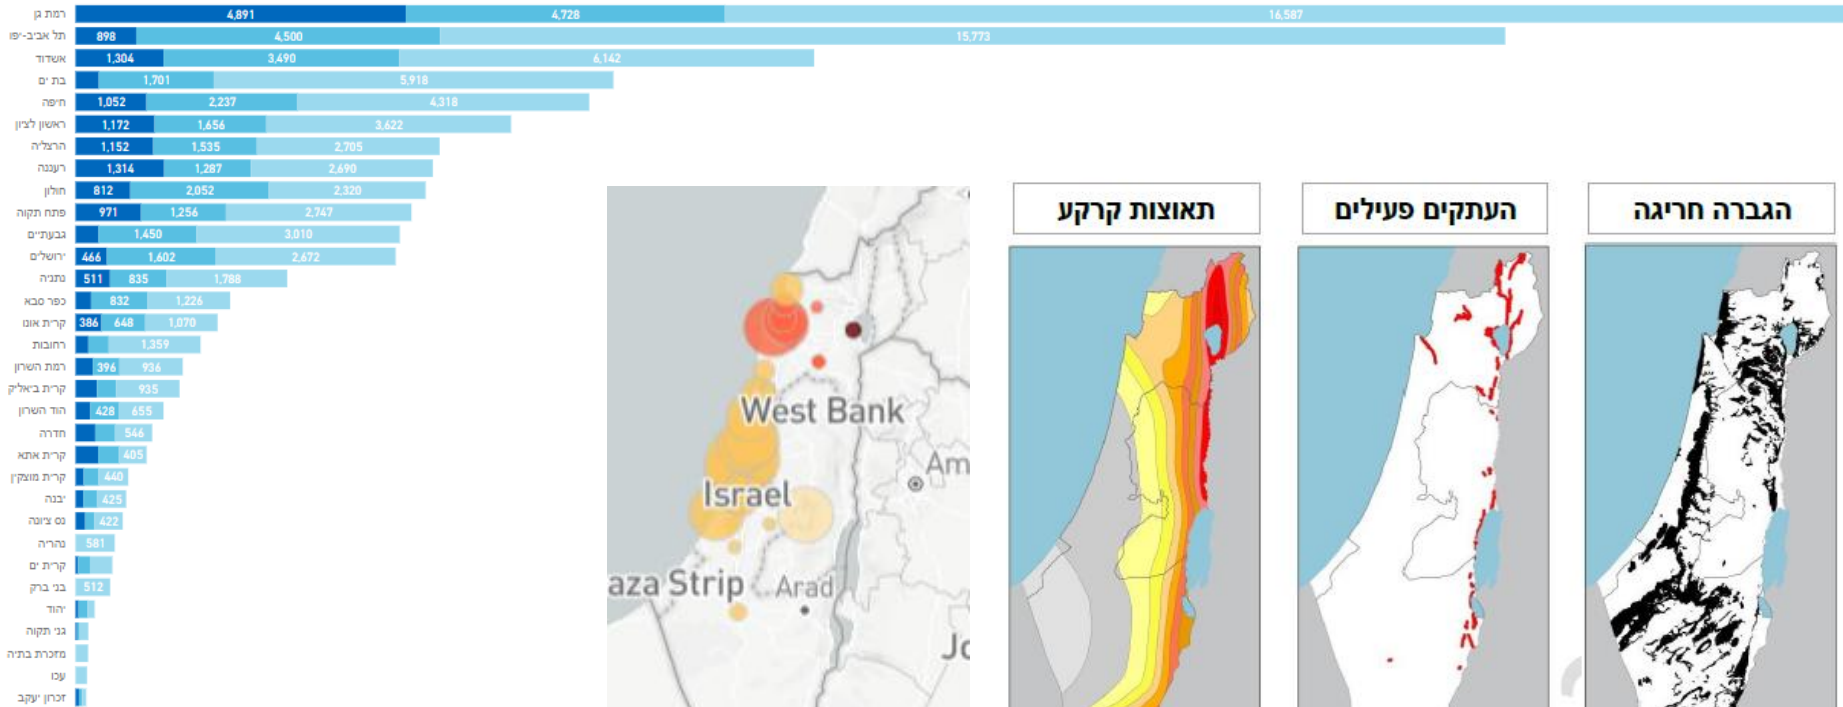 רמת גן 4,891 4,728 16,587
תל אביב-יפו 898 4,500 15,773
אשדוד 1,304 3,490 6,142
בת ים 1,701 5,918
חיפה 1,052 2,237 4,318
ראשון לציון 1,172 1,656 3,622
הרצליה 1,152 1,535 2,705
רעננה 1,314 1,287 2,690
חולון 812 2,052 2,320
פתח תקוה 971 1,256 2,747
גבעתיים 1,450 3,010
ירושלים 466 1,602 2,672
נתניה 511 835 1,788
כפר סבא 832 1,226
קרית אונו 386 648 1,070
רחובות 1,359
רמת השרון 396 936
קרית ביאליק 935
הוד השרון 428 655
חדרה 546
קרית אתא 405
קרית מוצקין 440
יבנה 425
נס ציונה 422
נהריה 581
קרית ים
בני ברק 512
יהוד
גני תקוה
מזכרת בתיה
עכו
זכרון יעקב
West Bank
Am
Israel
aza Strip
Arad
Jo
תאוצות קרקע
העתקים פעילים
הגברה חריגה